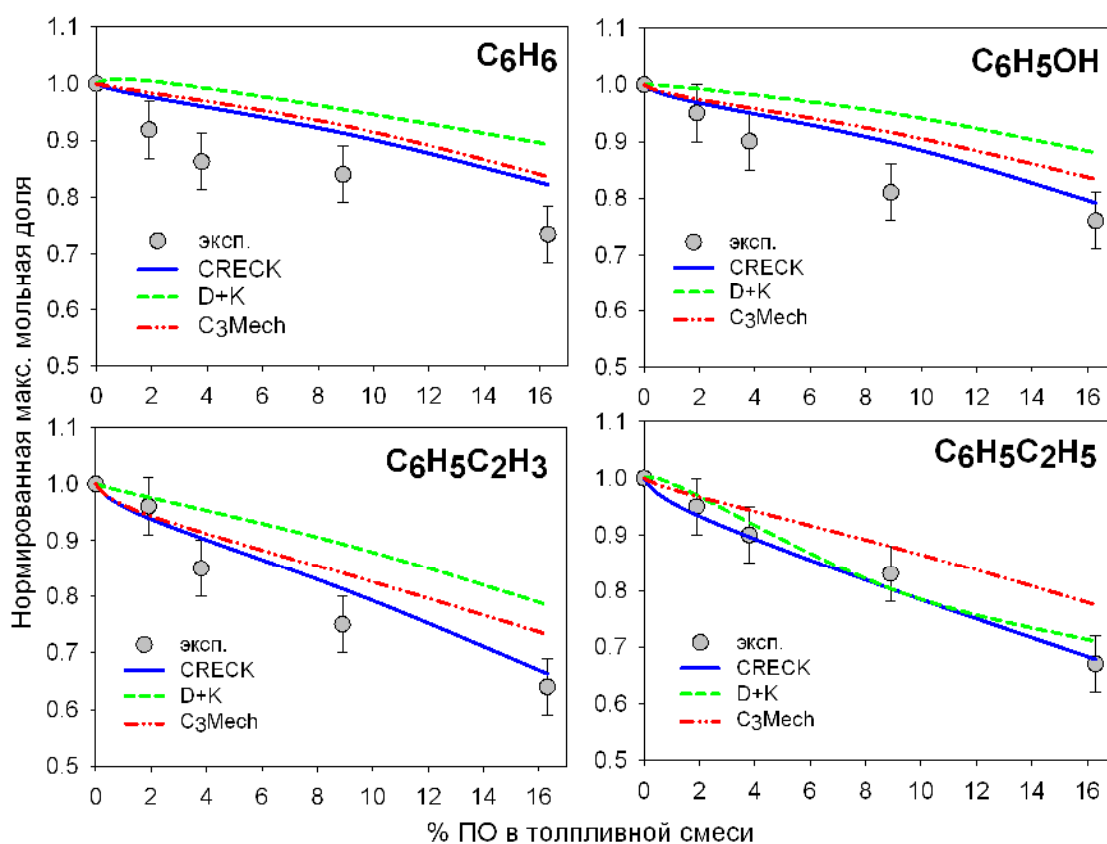 Нормированная макс. мольная доля
1.1
1.0
0.9
0.8
0.7
0.6
0.5
C6H6
эксп.
CRECK
D+K
C3Mech
0 2 4 6 8 10 12 14 16
1.1
1.0
0.9
0.8
0.7
0.6
0.5
C6H5OH
эксп.
CRECK
D+K
C3Mech
0 2 4 6 8 10 12 14 16
1.1
1.0
0.9
0.8
0.7
0.6
0.5
C6H5C2H3
эксп.
CRECK
D+K
C3Mech
0 2 4 6 8 10 12 14 16
1.1
1.0
0.9
0.8
0.7
0.6
0.5
C6H5C2H5
эксп.
CRECK
D+K
C3Mech
0 2 4 6 8 10 12 14 16
% ПО в толпливной смеси